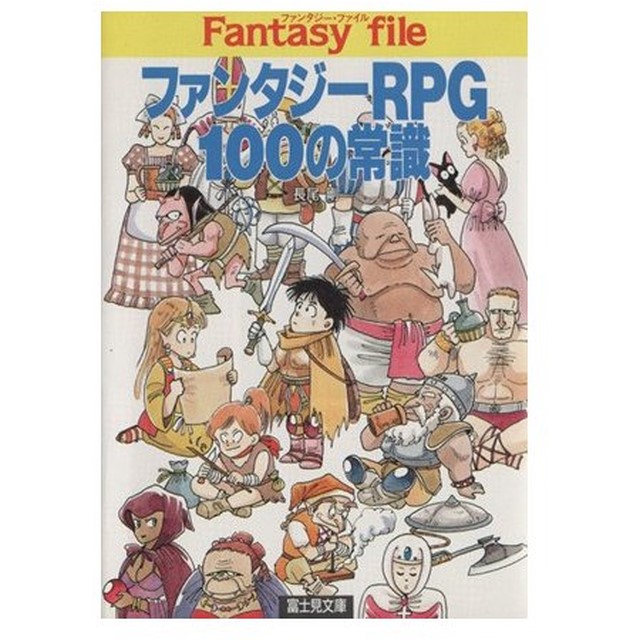 ファンタジー・ファイル
Fantasy file
ファンタジーRPG
100の常識
長尾
富士見文庫